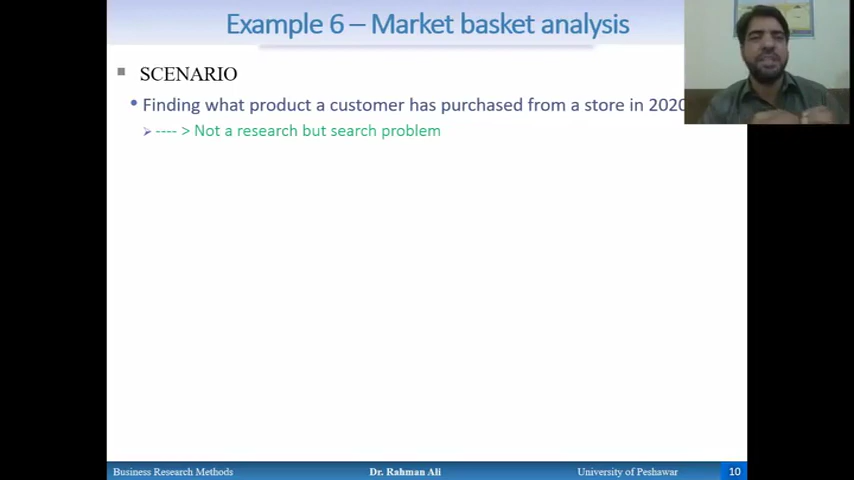 Example 6 – Market basket analysis
▪ SCENARIO
• Finding what product a customer has purchased from a store in 2020
➢ ---- > Not a research but search problem
Business Research Methods Dr. Rahman Ali University of Peshawar 10